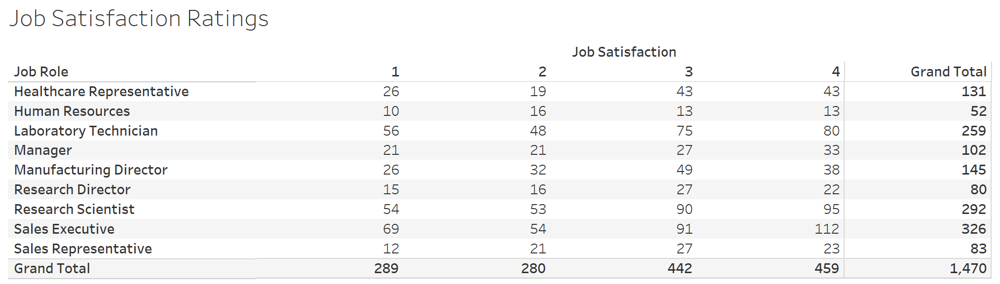 Job Satisfaction Ratings
Job Satisfaction
Job Role 1 2 3 4 Grand Total
Healthcare Representative 26 19 43 43 131
Human Resources 10 16 13 13 52
Laboratory Technician 56 48 75 80 259
Manager 21 21 27 33 102
Manufacturing Director 26 32 49 38 145
Research Director 15 16 27 22 80
Research Scientist 54 53 90 95 292
Sales Executive 69 54 91 112 326
Sales Representative 12 21 27 23 83
Grand Total 289 280 442 459 1,470